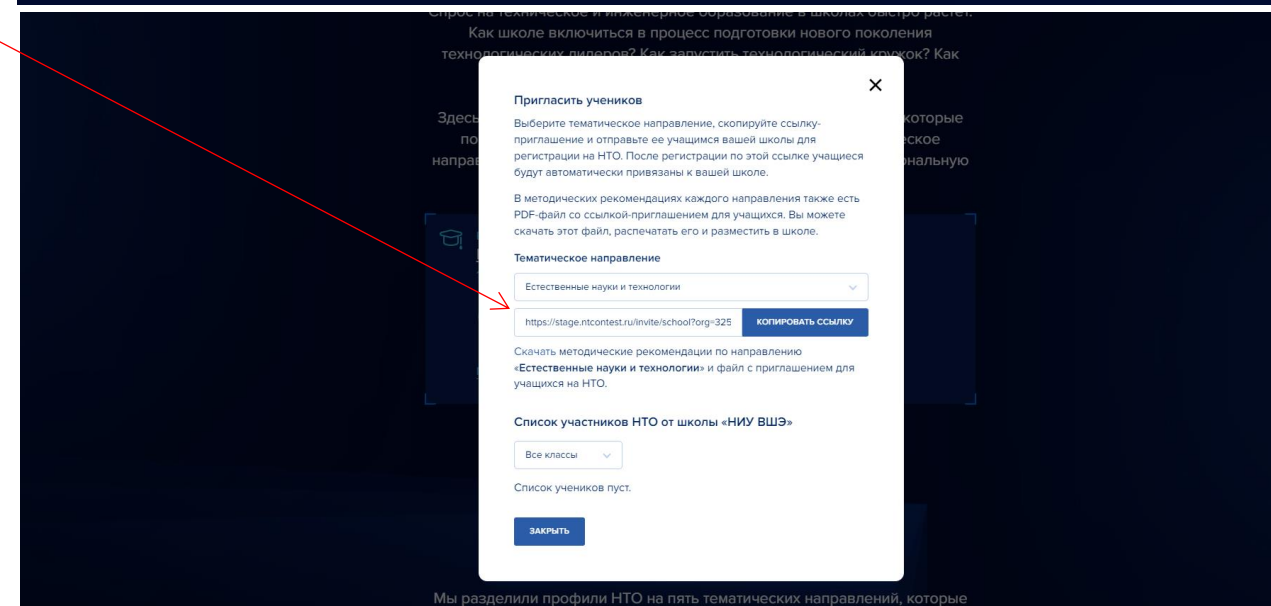 Спрос на техническое и инженерное образование в школах быстро растет.
Как школе включиться в процесс подготовки нового поколения
технологических лидеров? Как запустить технологический кружок? Как
Пригласить учеников
Здесь которые
Выберите тематическое направление, скопируйте ссылку-
приглашение и отправьте ее учащимся вашей школы для
регистрации на НТО. После регистрации по этой ссылке учащиеся
будут автоматически привязаны к вашей школе.
В методических рекомендациях каждого направления также есть
PDF-файл со ссылкой-приглашением для учащихся. Вы можете
скачать этот файл, распечатать его и разместить в школе.
Тематическое направление
Естественные науки и технологии
https://stage.ntcontest.ru/invite/school?org=325 КОПИРОВАТЬ ССЫЛКУ
Скачать методические рекомендации по направлению
«Естественные науки и технологии» и файл с приглашением для
учащихся на НТО.
Список участников НТО от школы «НИУ ВШЭ»
Все классы
Список учеников пуст.
ЗАКРЫТЬ
Мы разделили профили НТО на пять тематических направлений, которые